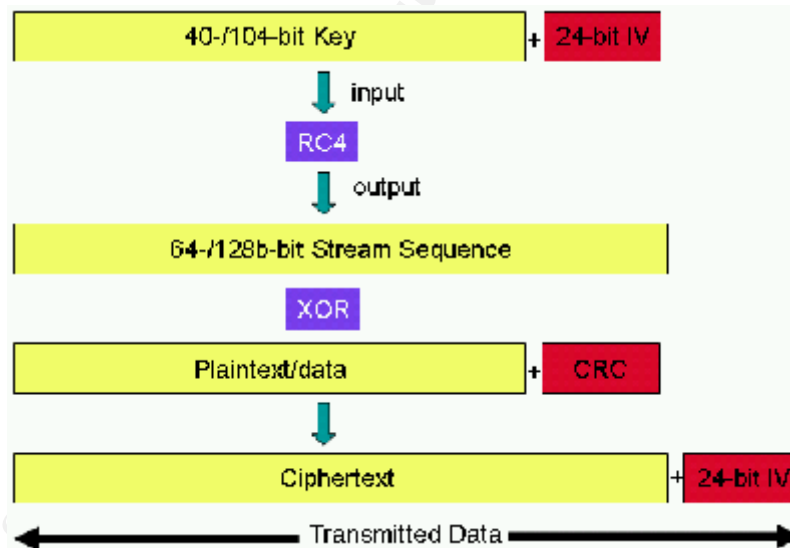 40-/104-bit Key + 24-bit IV
input
RC4
output
64-/128b-bit Stream Sequence
XOR
Plaintext/data + CRC
Ciphertext + 24-bit IV
Transmitted Data